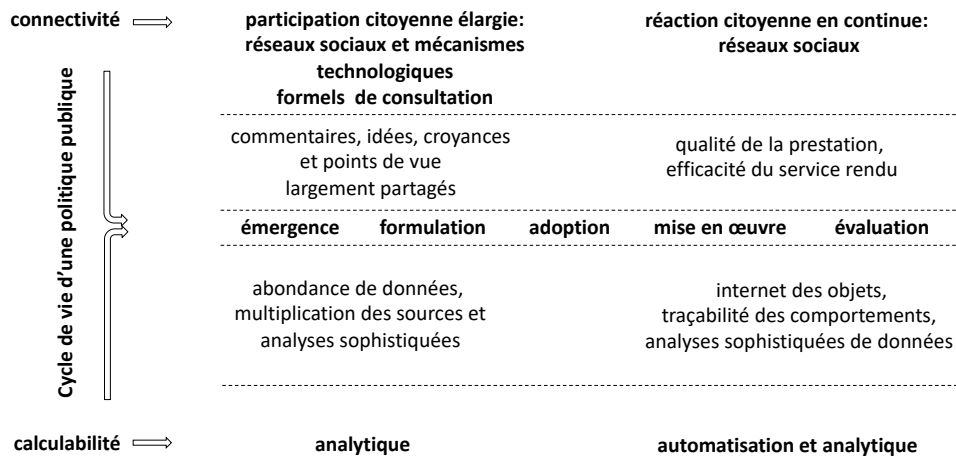 connectivité
participation citoyenne élargie:
réseaux sociaux et mécanismes
technologiques
formels de consultation
réaction citoyenne en continue:
réseaux sociaux
Cycle de vie d'une politique publique
commentaires, idées, croyances
et points de vue
largement partagés
qualité de la prestation,
efficacité du service rendu
émergence formulation adoption mise en œuvre évaluation
abondance de données,
multiplication des sources et
analyses sophistiquées
internet des objets,
traçabilité des comportements,
analyses sophistiquées de données
calculabilité
analytique
automatisation et analytique